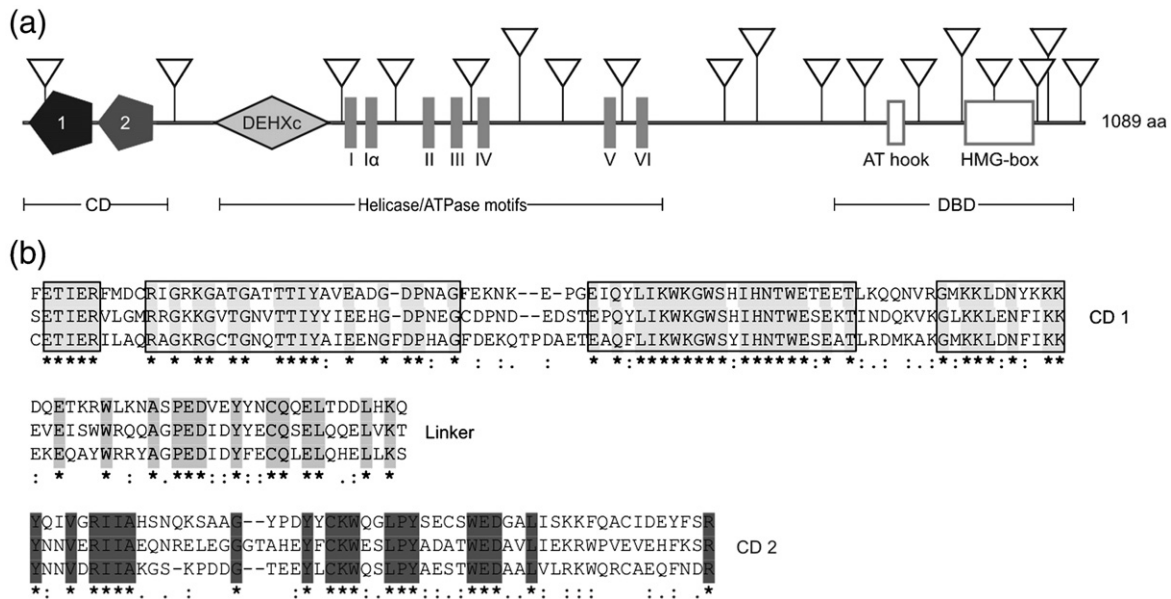 (a)
1 2 DEHXc 1089 aa
I Iα II III IV V VI AT hook HMG-box
CD Helicase/ATPase motifs DBD
(b)
FETIERFMDCRIGRKGATGATTTIYAVEADG-DPNAGFEKNK--E-PGEIQYLIKWKGWSHIHNTWETEETLKQQNVRGMKKLDNYKKK
SETIERVLGMRRGKKGVTGNVTTIYYIEEHG-DPNEGCDPND--EDSTEPQYLIKWKGWSHIHNTWESEKTINDQKVKGLKKLENFIKK CD 1
CETIERILAQRAGKRGCTGNQTTIYAIEENGFDPHAGFDEKQTPDAETEAQFLIKWKGWSYIHNTWESEATLRDMKAKGMKKLDNFIKK
DQETKRWLKNASPEDVEYYNCQQELTDDLHKQ
EVEISWWRQQAGPEDIDYYECQSELQQELVKT Linker
EKEQAYWRRYAGPEDIDYFECQLELQHELLKS
YQIVGRIIAHSNQKSAAG--YPDYYCKWQGLPYSECSWEDGALISKKFQACIDEYFSR
YNNVERIIAEQNRELEGGGTAHEYFCKWESLPYADATWEDAVLIEKRWPVEVEHFKSR CD 2
YNNVDRIIAKGS-KPDDG-TEEYLCKWQSLPYAESTWEDAALVLRKWQRCAEQFNDR